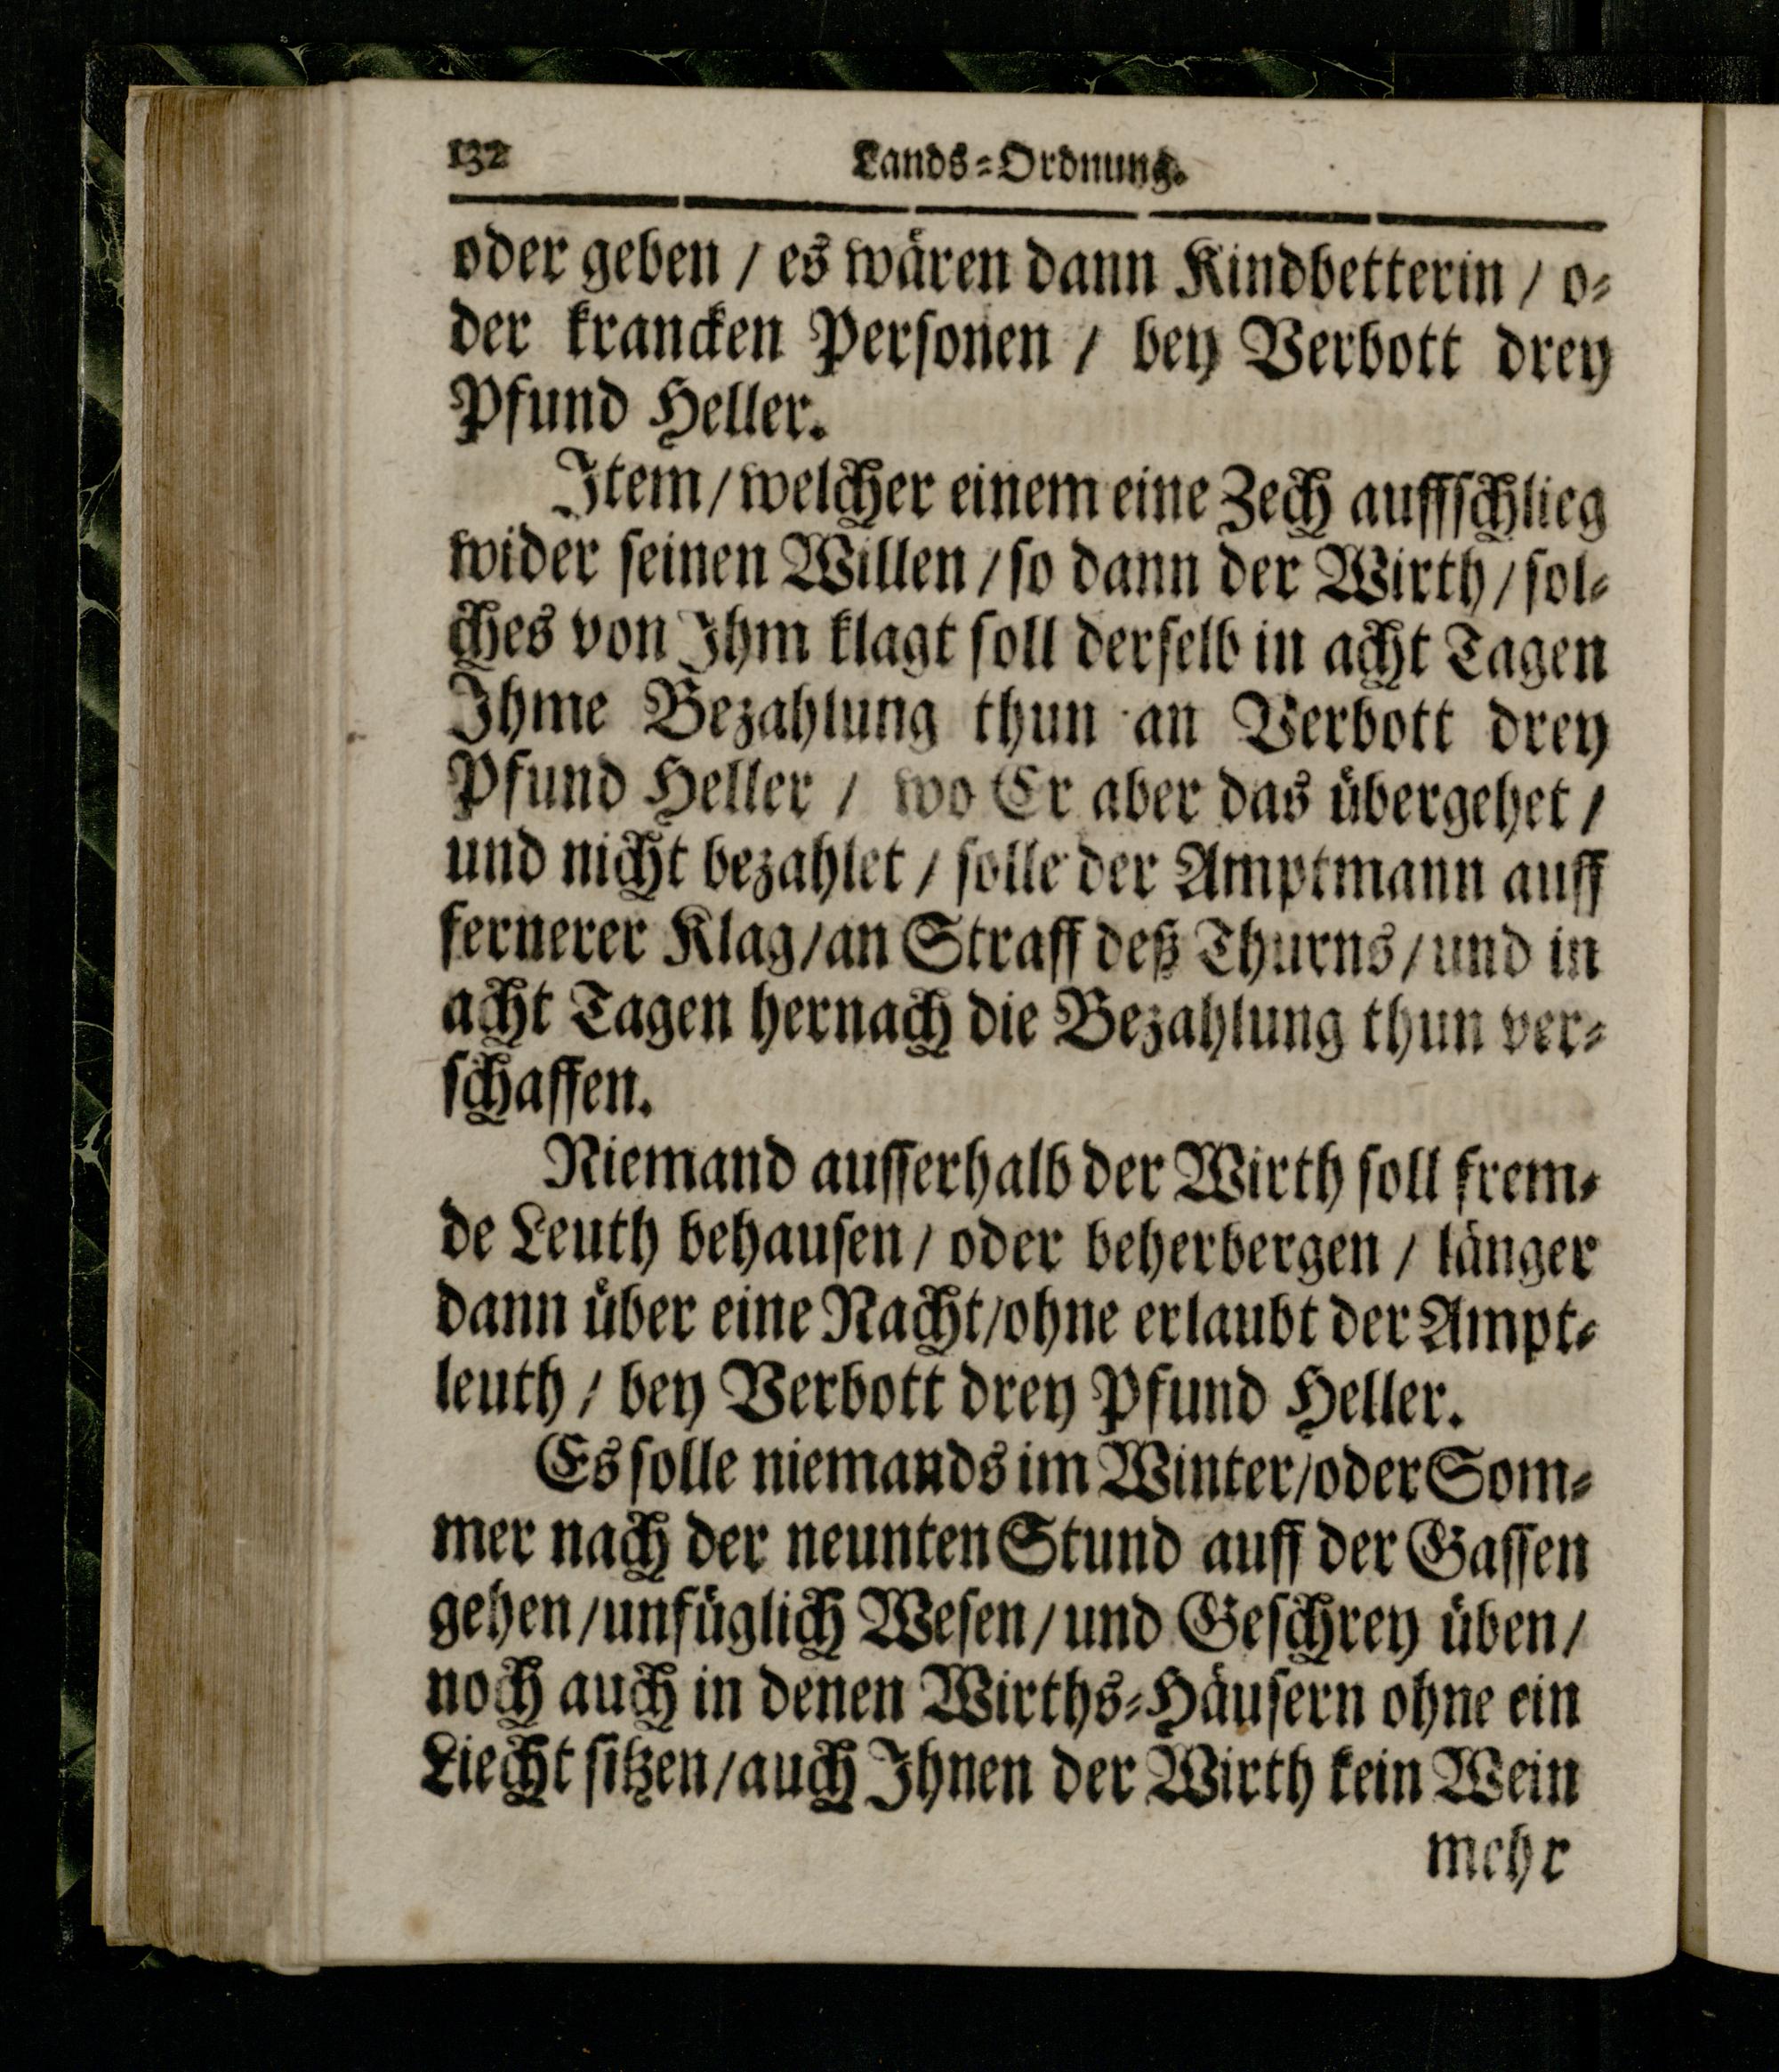 132 Lands-Ordnung.
oder geben / es wären dann Kindbetterin / o-
der krancken Personen / bey Verbott drey
Pfund Heller.
Item / welcher einem eine Zech auffschlieg
wider seinen Willen / so dann der Wirth / sol-
ches von Ihm klagt soll derselb in acht Tagen
Ihme Bezahlung thun an Verbott drey
Pfund Heller / wo Er aber das übergehet /
und nicht bezahlet / solle der Amptmann auff
fernerer Klag / an Straff deß Thurns / und in
acht Tagen hernach die Bezahlung thun ver-
schaffen.
Niemand ausserhalb der Wirth soll frem-
de Leuth behausen / oder beherbergen / länger
dann über eine Nacht / ohne erlaubt der Ampt-
leuth / bey Verbott drey Pfund Heller.
Es solle niemands im Winter / oder Som-
mer nach der neunten Stund auff der Gassen
gehen / unfüglich Wesen / und Geschrey üben /
noch auch in denen Wirths-Häusern ohne ein
Liecht sitzen / auch Ihnen der Wirth kein Wein
mehr